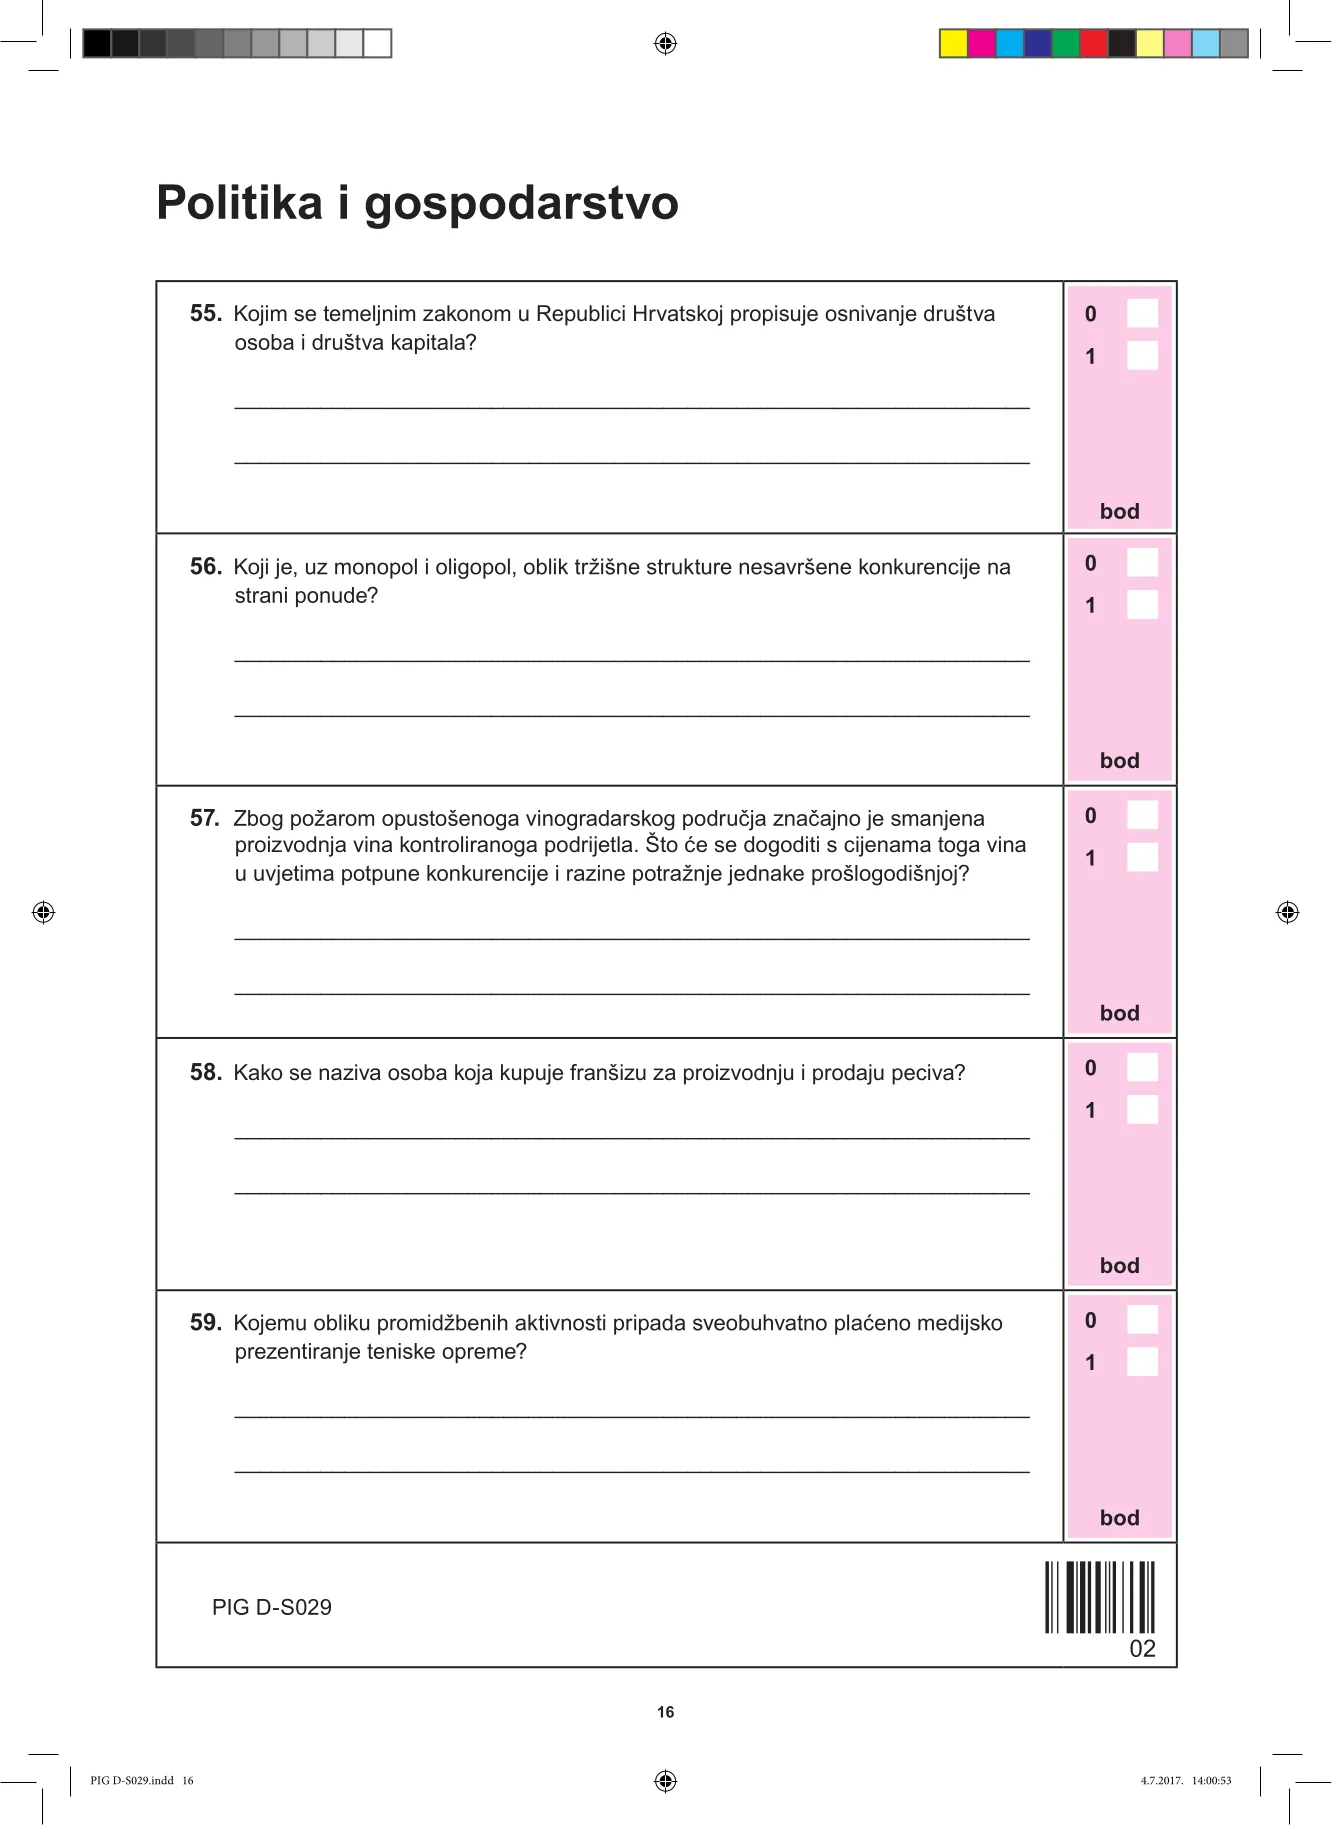 Politika i gospodarstvo
55. Kojim se temeljnim zakonom u Republici Hrvatskoj propisuje osnivanje društva
osoba i društva kapitala?
0
1
bod
56. Koji je, uz monopol i oligopol, oblik tržišne strukture nesavršene konkurencije na
strani ponude?
0
1
bod
57. Zbog požarom opustošenoga vinogradarskog područja značajno je smanjena
proizvodnja vina kontroliranoga podrijetla. Što će se dogoditi s cijenama toga vina
u uvjetima potpune konkurencije i razine potražnje jednake prošlogodišnjoj?
0
1
bod
58. Kako se naziva osoba koja kupuje franšizu za proizvodnju i prodaju peciva?
0
1
bod
59. Kojemu obliku promidžbenih aktivnosti pripada sveobuhvatno plaćeno medijsko
prezentiranje teniske opreme?
0
1
bod
PIG D-S029
02
16
PIG D-S029.indd 16
4.7.2017. 14:00:53